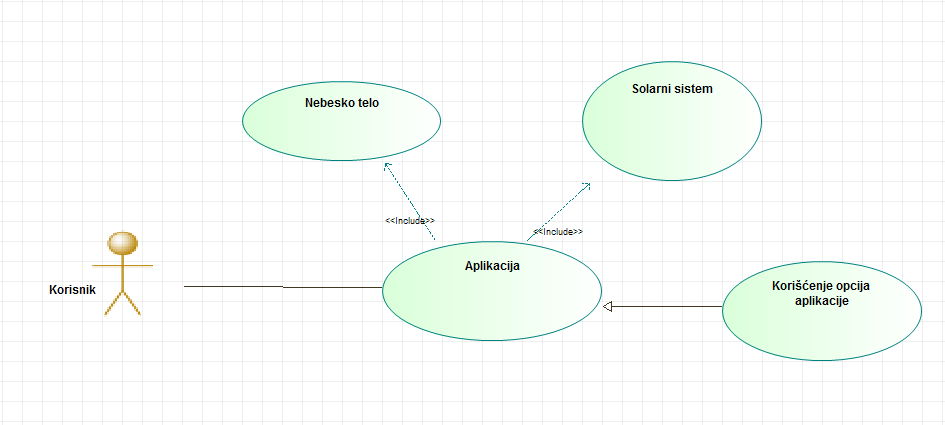 Solarni sistem
Nebesko telo
<<Include>>
<<Include>>
Aplikacija
Korisnik
Korišćenje opcija
aplikacije